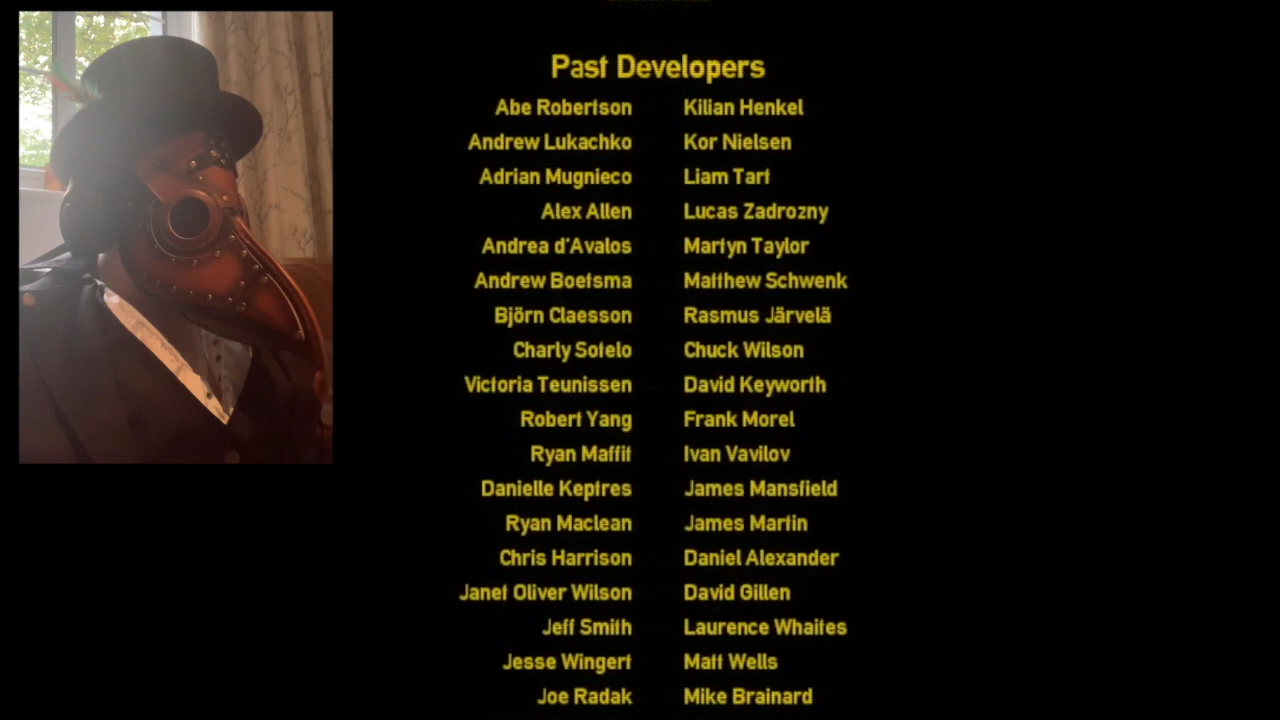 Past Developers
Abe Robertson Kilian Henkel
Andrew Lukachko Kor Nielsen
Adrian Mugnieco Liam Tart
Alex Allen Lucas Zadrozny
Andrea d'Avalos Martyn Taylor
Andrew Boetsma Matthew Schwenk
Björn Claesson Rasmus Järvelä
Charly Sotelo Chuck Wilson
Victoria Teunissen David Keyworth
Robert Yang Frank Morel
Ryan Maffit Ivan Vavilov
Danielle Keptres James Mansfield
Ryan Maclean James Martin
Chris Harrison Daniel Alexander
Janet Oliver Wilson David Gillen
Jeff Smith Laurence Whaites
Jesse Wingert Matt Wells
Joe Radak Mike Brainard